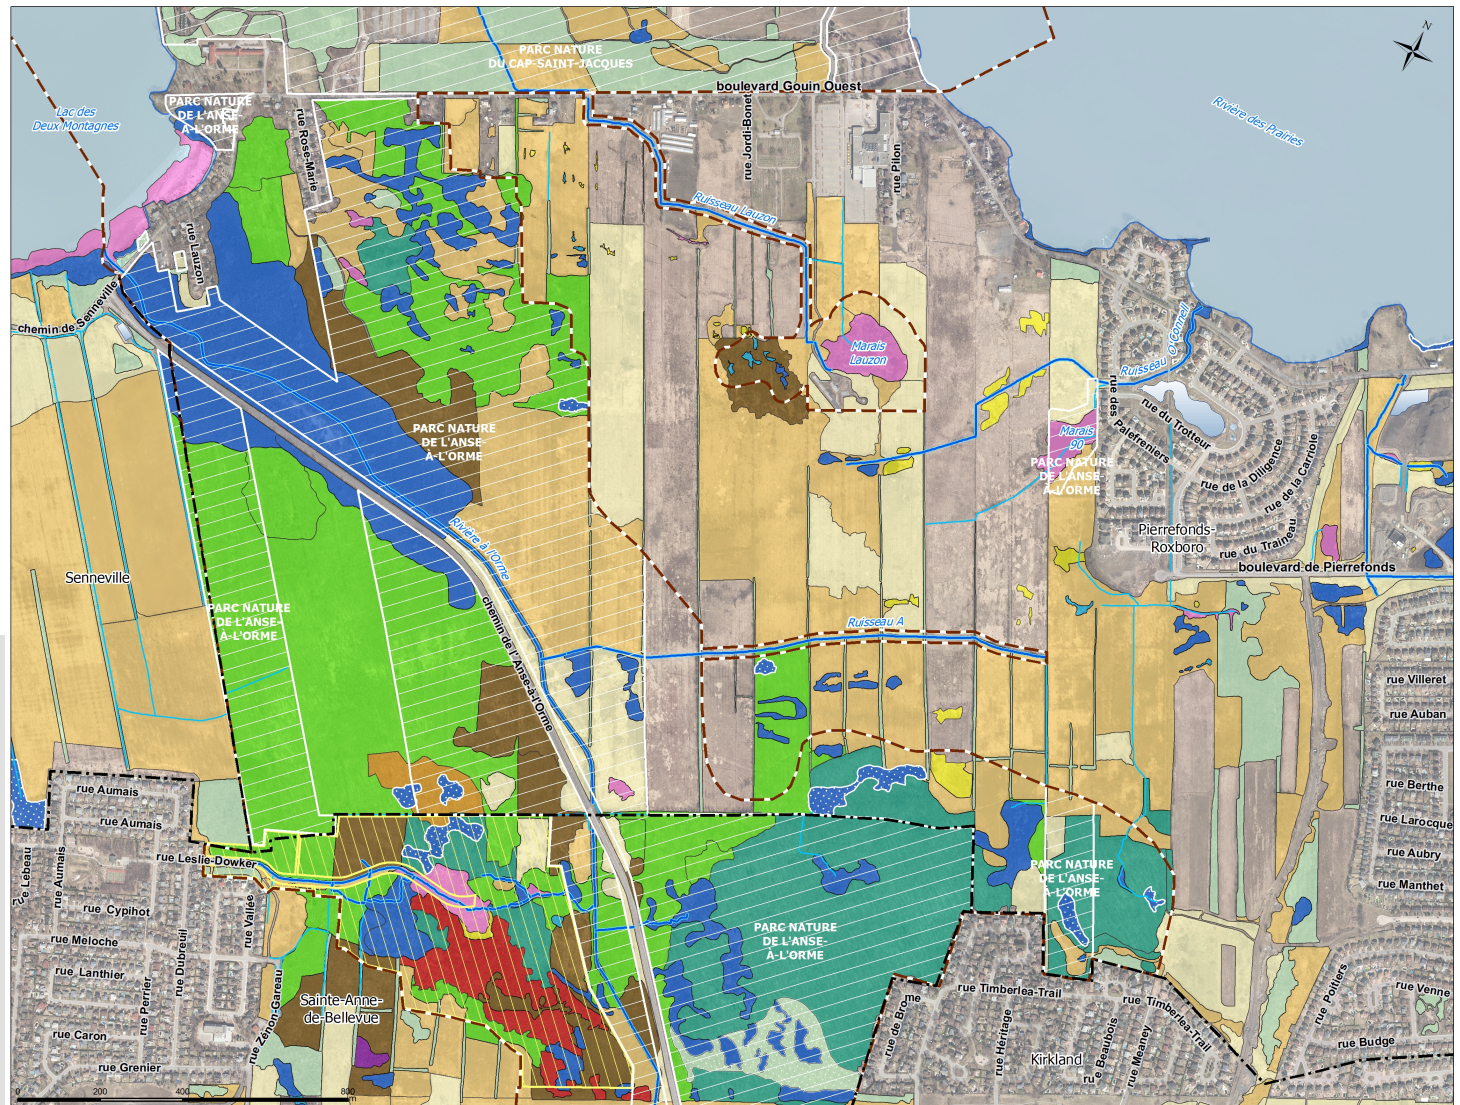 N
PARC NATURE
DU CAP-SAINT-JACQUES
boulevard Gouin Ouest
Lac des
Deux Montagnes
PARC NATURE
DE L'ANSE-
À-L'ORME
rue Rose-Marie
rue Jordi-Bonet
rue Pilon
Rivière des Prairies
Ruisseau Lauzon
rue Lauzon
chemin de Senneville
Marais
Lauzon
Ruisseau O'Connell
rue des
Palefreniers
rue du Trotteur
rue de la Diligence
rue de la Carriole
rue du Traineau
Marais
90
PARC NATURE
DE L'ANSE-
À-L'ORME
PARC NATURE
DE L'ANSE-
À-L'ORME
Rivière à l'Orme
Pierrefonds-
Roxboro
boulevard de Pierrefonds
Senneville
PARC NATURE
DE L'ANSE-
À-L'ORME
chemin de l'Anse-à-l'Orme
Ruisseau A
rue Villeret
rue Auban
rue Berthe
rue Larocque
rue Aubry
rue Manthet
rue Aumais
rue Aumais
rue Leslie-Dowker
rue Lebeau
rue Aumais
rue Cypihot
rue Meloche
rue Lanthier
rue Perrier
rue Dubreuil
rue Vallée
rue Caron
rue Grenier
rue Zénon-Gareau
Sainte-Anne-
de-Bellevue
PARC NATURE
DE L'ANSE-
À-L'ORME
PARC NATURE
DE L'ANSE-
À-L'ORME
rue de Brome
rue Timberlea-Trail
rue Timberlea-Trail
rue Héritage
Kirkland
rue Beaubois
rue Meaney
rue Poitiers
rue Venne
rue Budge
0 200 400 800
m